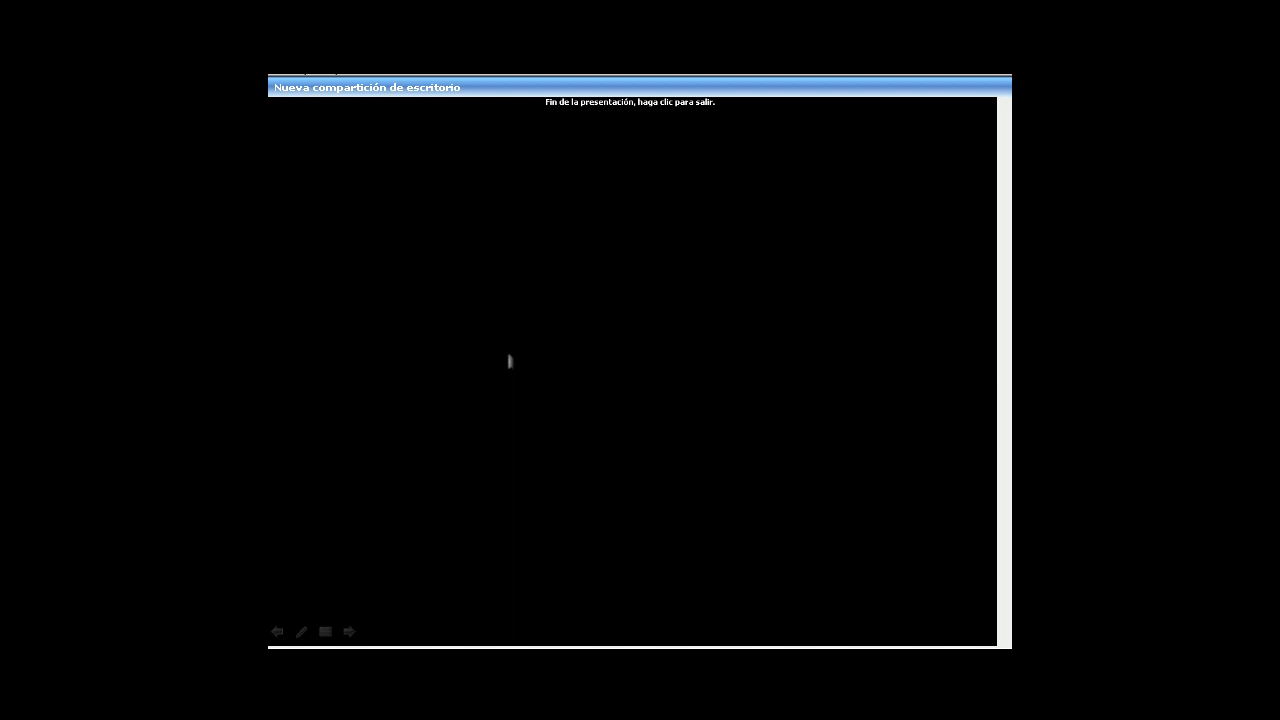 Nueva compartición de escritorio
Fin de la presentación, haga clic para salir.